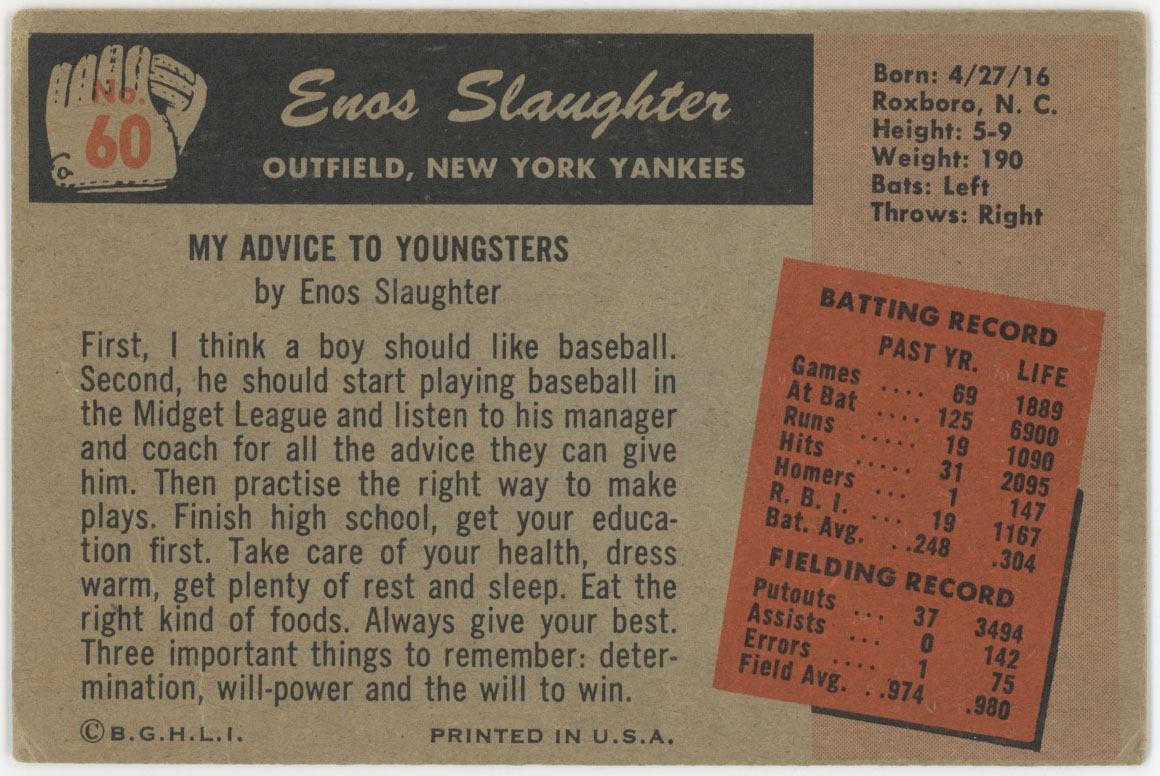 No.
60
Enos Slaughter
OUTFIELD, NEW YORK YANKEES
Born: 4/27/16
Roxboro, N. C.
Height: 5-9
Weight: 190
Bats: Left
Throws: Right
MY ADVICE TO YOUNGSTERS
by Enos Slaughter
First, I think a boy should like baseball.
Second, he should start playing baseball in
the Midget League and listen to his manager
and coach for all the advice they can give
him. Then practise the right way to make
plays. Finish high school, get your educa-
tion first. Take care of your health, dress
warm, get plenty of rest and sleep. Eat the
right kind of foods. Always give your best.
Three important things to remember: deter-
mination, will-power and the will to win.
BATTING RECORD
PAST YR. LIFE
Games .... 69 1889
At Bat .... 125 6900
Runs ..... 19 1090
Hits ..... 31 2095
Homers ... 1 147
R. B. I. ... 19 1167
Bat. Avg. . .248 .304
FIELDING RECORD
Putouts ... 37 3494
Assists ... 0 142
Errors .... 1 75
Field Avg. . .974 .980
©B.G.H.L.I.
PRINTED IN U.S.A.